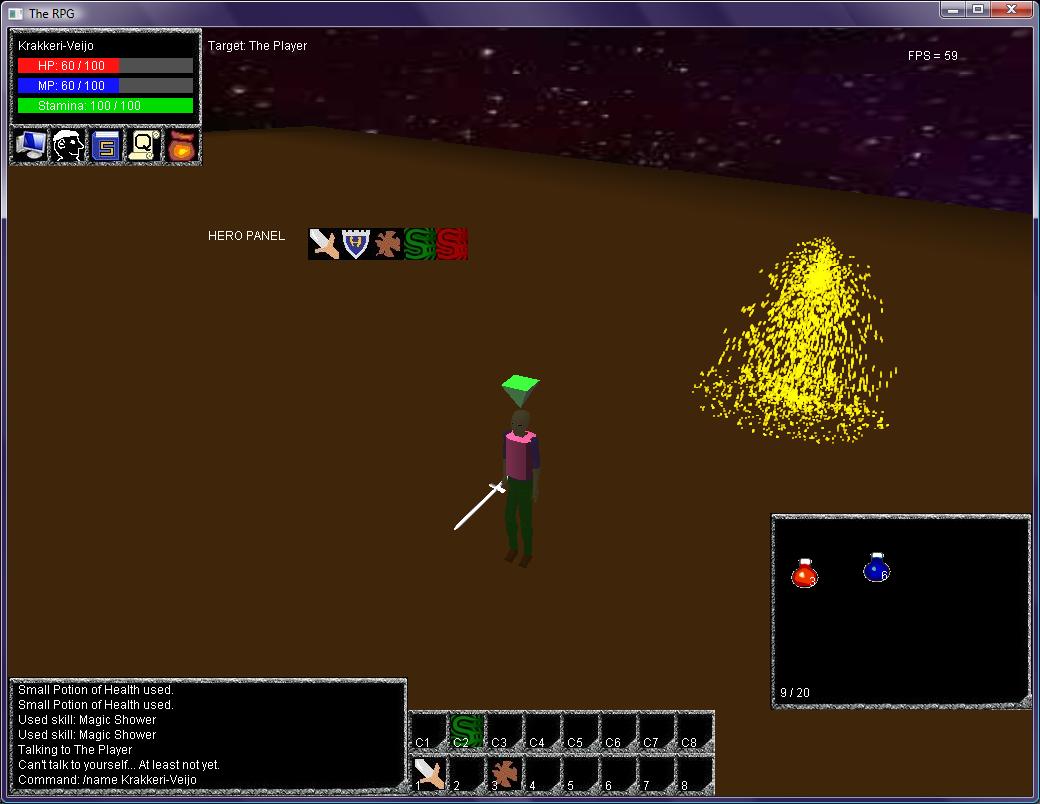 The RPG
Krakkeri-Veijo
Target: The Player
FPS = 59
HP: 60 / 100
MP: 60 / 100
Stamina: 100 / 100
S
Q
HERO PANEL
3
6
9 / 20
Small Potion of Health used.
Small Potion of Health used.
Used skill: Magic Shower
Used skill: Magic Shower
Talking to The Player
Can't talk to yourself... At least not yet.
Command: /name Krakkeri-Veijo
C1 C2 C3 C4 C5 C6 C7 C8
1 2 3 4 5 6 7 8